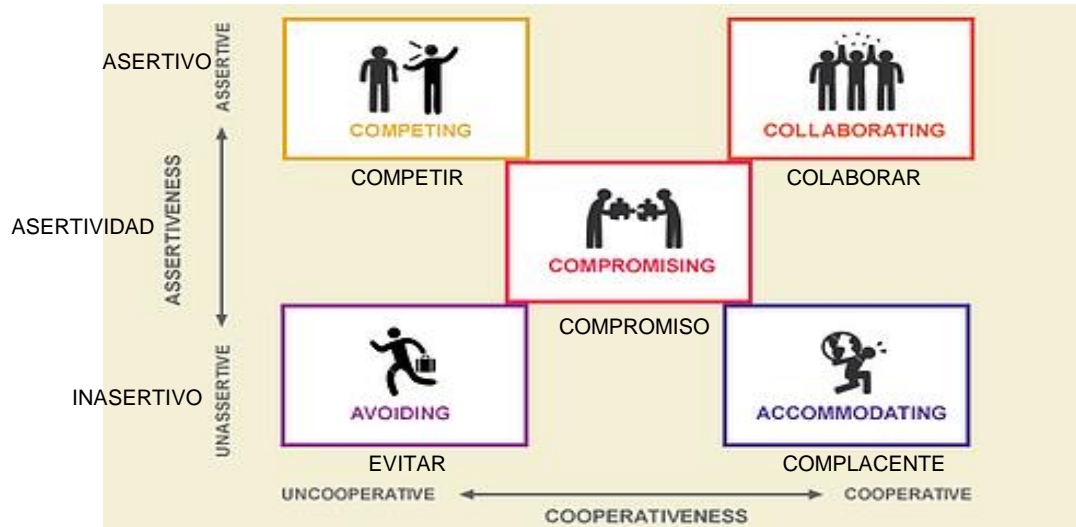 ASERTIVO
ASSERTIVE
COMPETING
COLLABORATING
COMPETIR
COLABORAR
ASERTIVIDAD
ASSERTIVENESS
COMPROMISING
COMPROMISO
INASERTIVO
UNASSERTIVE
AVOIDING
ACCOMMODATING
EVITAR
COMPLACENTE
UNCOOPERATIVE
COOPERATIVE
COOPERATIVENESS